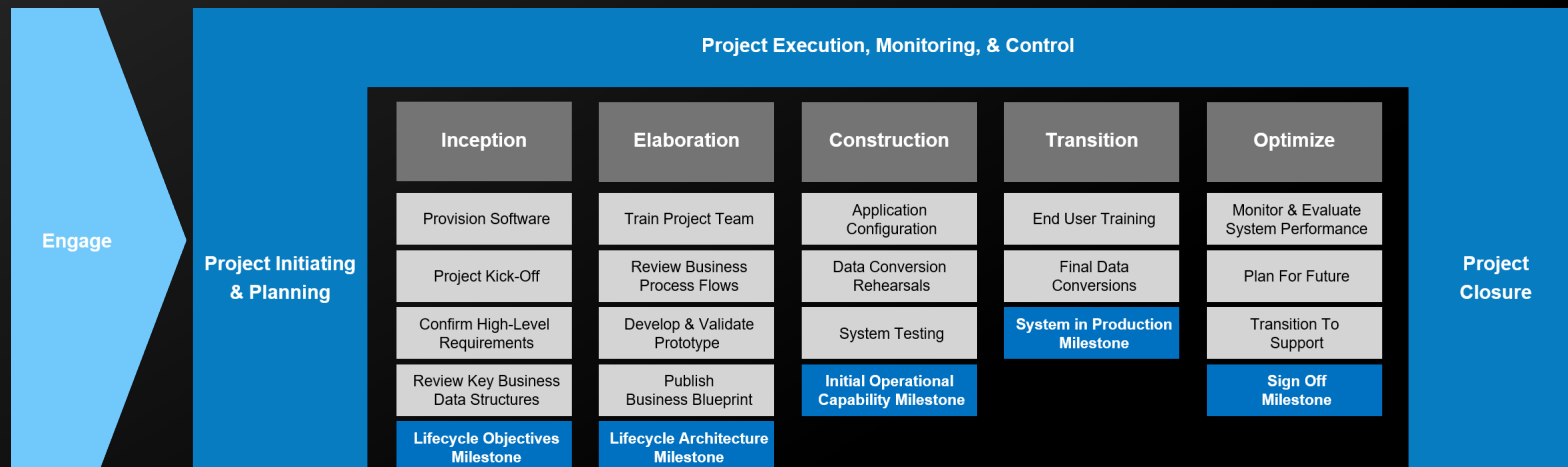 Project Execution, Monitoring, & Control
Engage
Project Initiating
& Planning
Inception
Provision Software
Project Kick-Off
Confirm High-Level
Requirements
Review Key Business
Data Structures
Lifecycle Objectives
Milestone
Elaboration
Train Project Team
Review Business
Process Flows
Develop & Validate
Prototype
Publish
Business Blueprint
Lifecycle Architecture
Milestone
Construction
Application
Configuration
Data Conversion
Rehearsals
System Testing
Initial Operational
Capability Milestone
Transition
End User Training
Final Data
Conversions
System in Production
Milestone
Optimize
Monitor & Evaluate
System Performance
Plan For Future
Transition To
Support
Sign Off
Milestone
Project
Closure